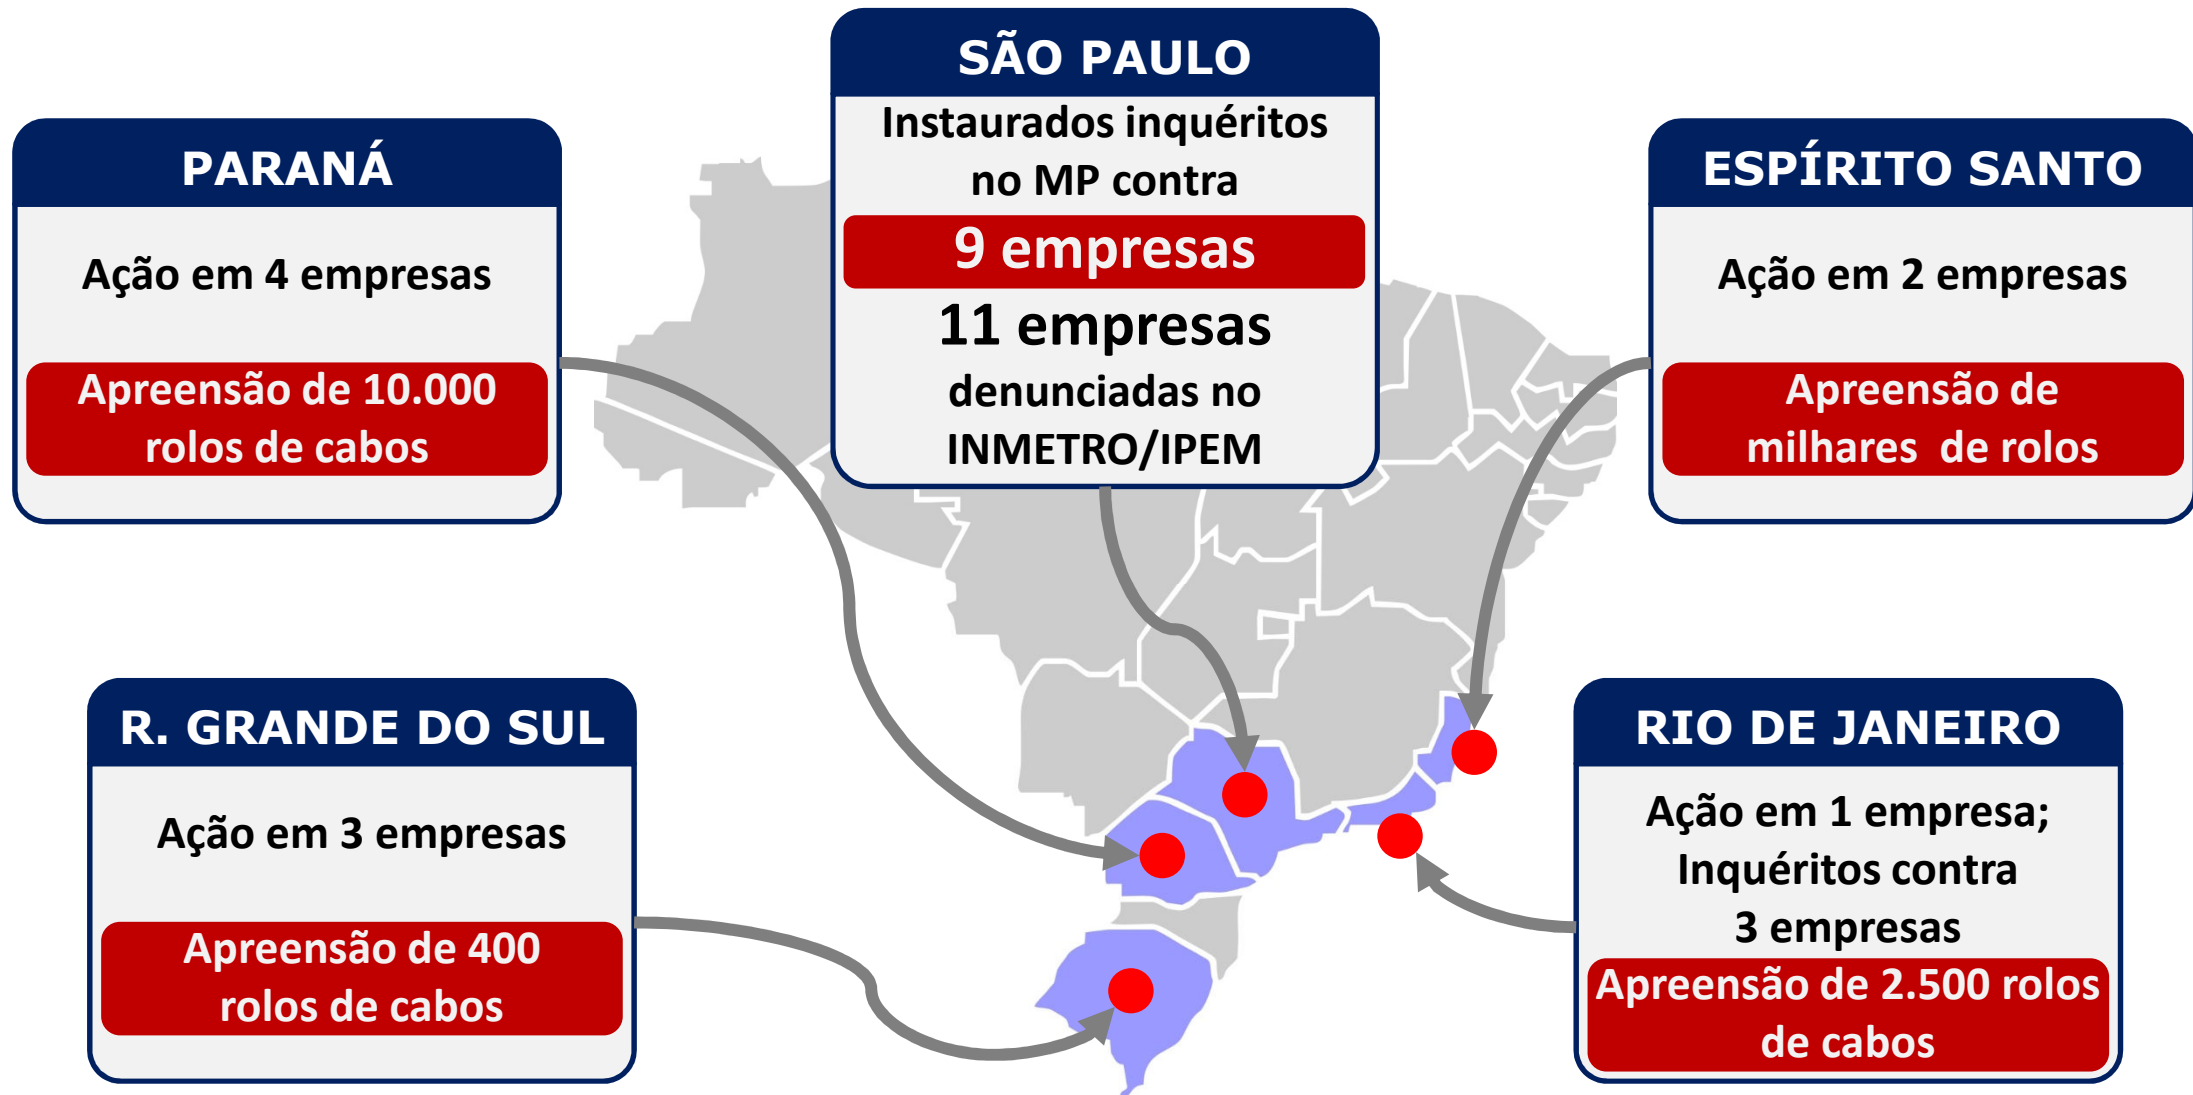 SÃO PAULO
Instaurados inquéritos
no MP contra
9 empresas
11 empresas
denunciadas no
INMETRO/IPEM
PARANÁ
Ação em 4 empresas
Apreensão de 10.000
rolos de cabos
ESPÍRITO SANTO
Ação em 2 empresas
Apreensão de
milhares de rolos
R. GRANDE DO SUL
Ação em 3 empresas
Apreensão de 400
rolos de cabos
RIO DE JANEIRO
Ação em 1 empresa;
Inquéritos contra
3 empresas
Apreensão de 2.500 rolos
de cabos